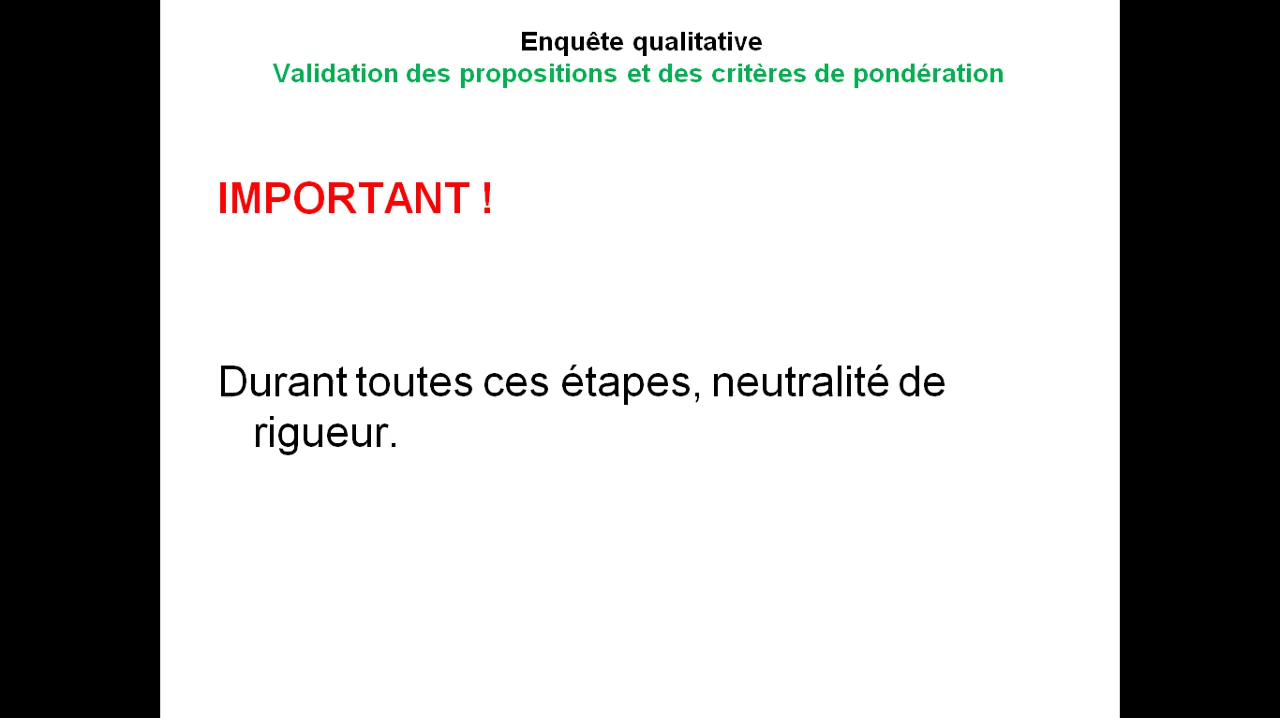 Enquête qualitative
Validation des propositions et des critères de pondération
IMPORTANT !
Durant toutes ces étapes, neutralité de
rigueur.